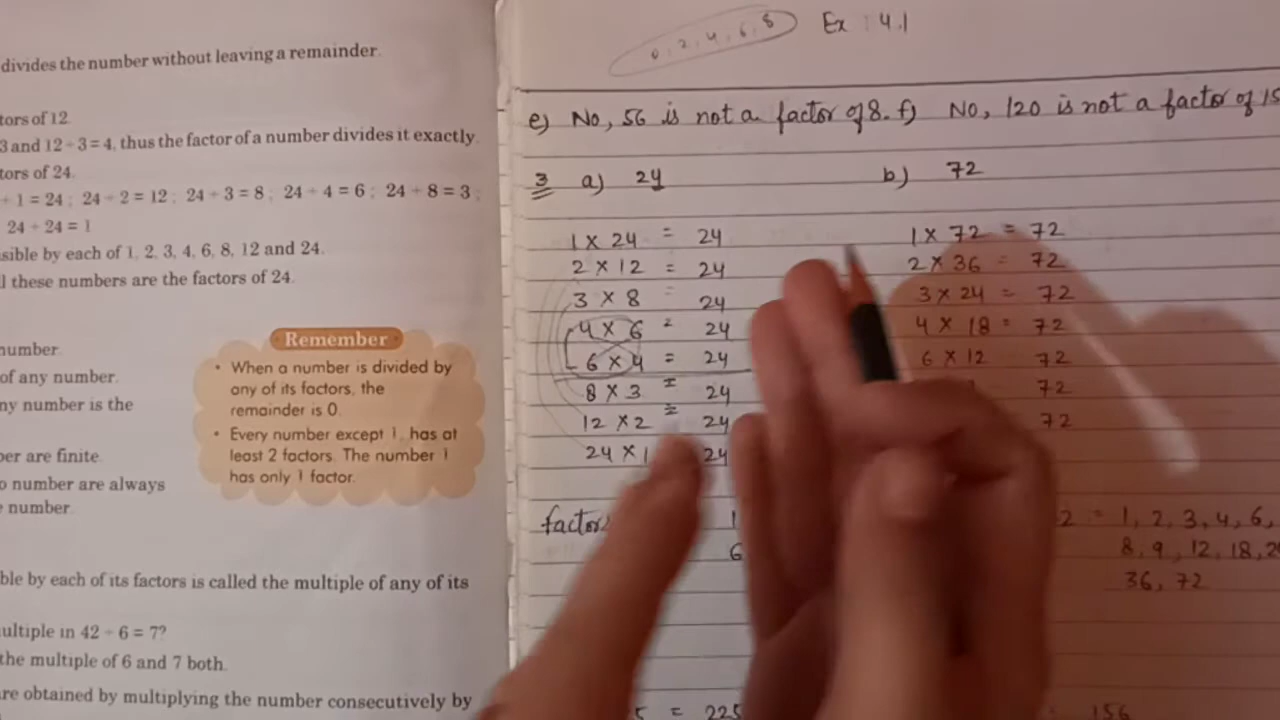 divides the number without leaving a remainder.
tors of 12.
3 and 12 ÷ 3 = 4, thus the factor of a number divides it exactly.
tors of 24.
÷ 1 = 24 ; 24 ÷ 2 = 12 ; 24 ÷ 3 = 8 ; 24 ÷ 4 = 6 ; 24 ÷ 8 = 3 ;
24 ÷ 24 = 1
sible by each of 1, 2, 3, 4, 6, 8, 12 and 24.
l these numbers are the factors of 24.
number.
of any number.
ny number is the
ber are finite.
o number are always
number.
Remember
• When a number is divided by
any of its factors, the
remainder is 0.
• Every number except 1, has at
least 2 factors. The number 1
has only 1 factor.
ble by each of its factors is called the multiple of any of its
ultiple in 42 ÷ 6 = 7?
the multiple of 6 and 7 both.
are obtained by multiplying the number consecutively by
0, 2, 4, 6, 8
Ex : 4.1
e) No, 56 is not a factor of 8. f) No, 120 is not a factor of 15
3 a) 24
1 × 24 = 24
2 × 12 = 24
3 × 8 = 24
4 × 6 = 24
6 × 4 = 24
8 × 3 = 24
12 × 2 = 24
24 × 1 24
factor
1
6
5 = 225
b) 72
1 × 72 = 72
2 × 36 = 72
3 × 24 = 72
4 × 18 = 72
6 × 12 72
72
72
2 = 1, 2, 3, 4, 6,
8, 9, 12, 18, 2
36, 72
= 156